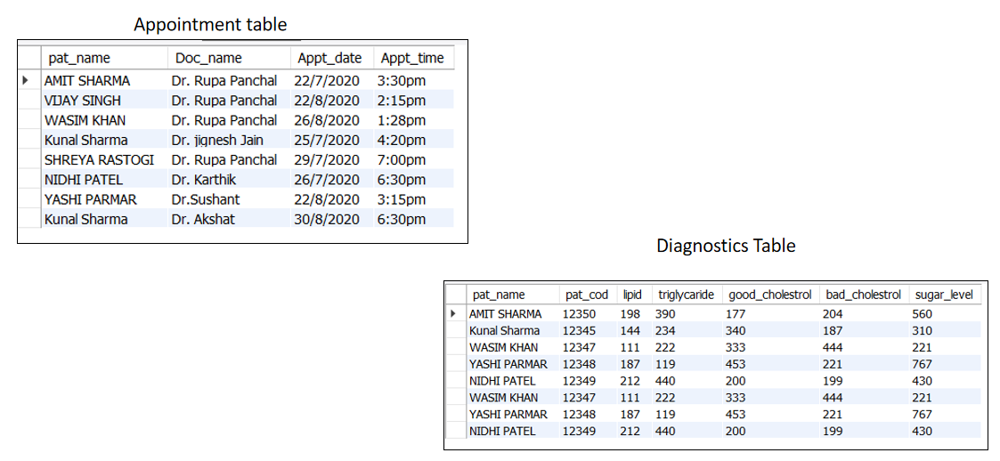 Appointment table
pat_name Doc_name Appt_date Appt_time
AMIT SHARMA Dr. Rupa Panchal 22/7/2020 3:30pm
VIJAY SINGH Dr. Rupa Panchal 22/8/2020 2:15pm
WASIM KHAN Dr. Rupa Panchal 26/8/2020 1:28pm
Kunal Sharma Dr. jignesh Jain 25/7/2020 4:20pm
SHREYA RASTOGI Dr. Rupa Panchal 29/7/2020 7:00pm
NIDHI PATEL Dr. Karthik 26/7/2020 6:30pm
YASHI PARMAR Dr.Sushant 22/8/2020 3:15pm
Kunal Sharma Dr. Akshat 30/8/2020 6:30pm
Diagnostics Table
pat_name pat_cod lipid triglycaride good_cholestrol bad_cholestrol sugar_level
AMIT SHARMA 12350 198 390 177 204 560
Kunal Sharma 12345 144 234 340 187 310
WASIM KHAN 12347 111 222 333 444 221
YASHI PARMAR 12348 187 119 453 221 767
NIDHI PATEL 12349 212 440 200 199 430
WASIM KHAN 12347 111 222 333 444 221
YASHI PARMAR 12348 187 119 453 221 767
NIDHI PATEL 12349 212 440 200 199 430